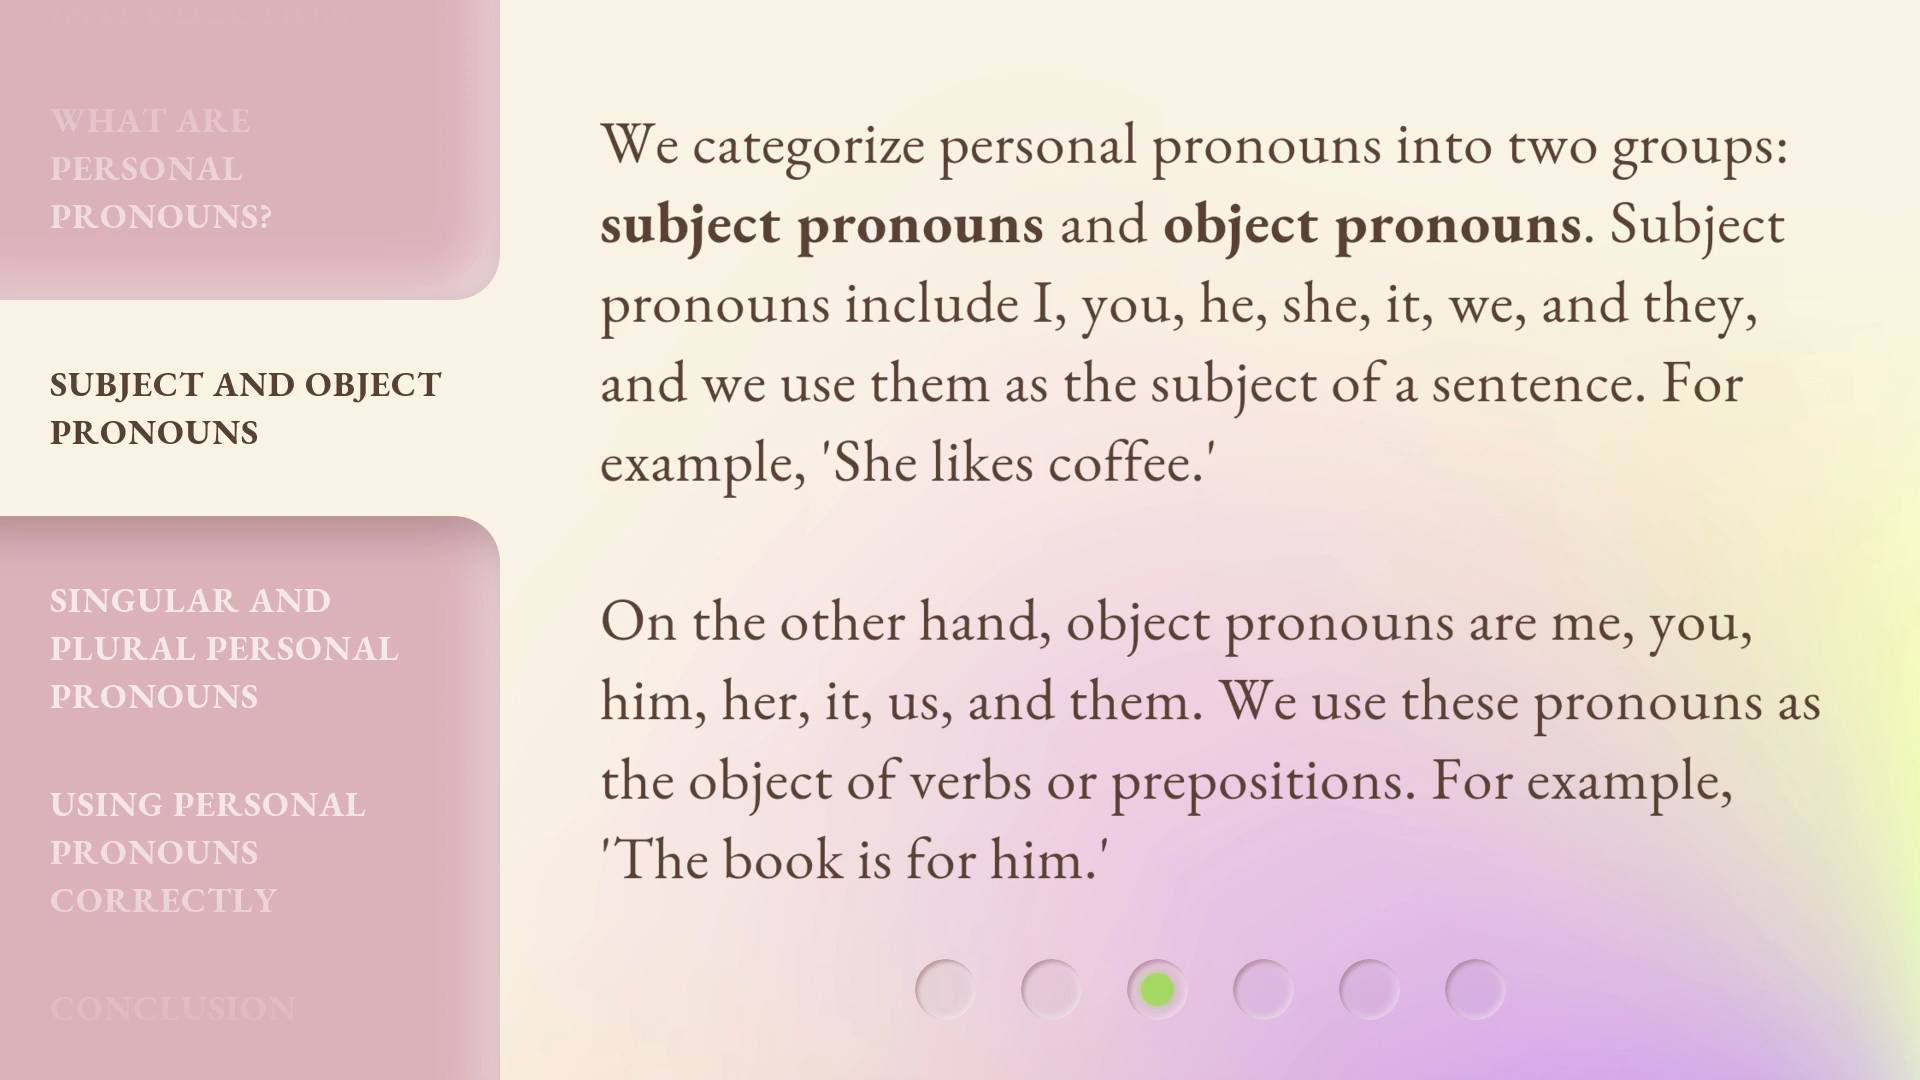 WHAT ARE
PERSONAL
PRONOUNS?
SUBJECT AND OBJECT
PRONOUNS
SINGULAR AND
PLURAL PERSONAL
PRONOUNS
USING PERSONAL
PRONOUNS
CORRECTLY
CONCLUSION
We categorize personal pronouns into two groups:
subject pronouns and object pronouns. Subject
pronouns include I, you, he, she, it, we, and they,
and we use them as the subject of a sentence. For
example, 'She likes coffee.'
On the other hand, object pronouns are me, you,
him, her, it, us, and them. We use these pronouns as
the object of verbs or prepositions. For example,
'The book is for him.'